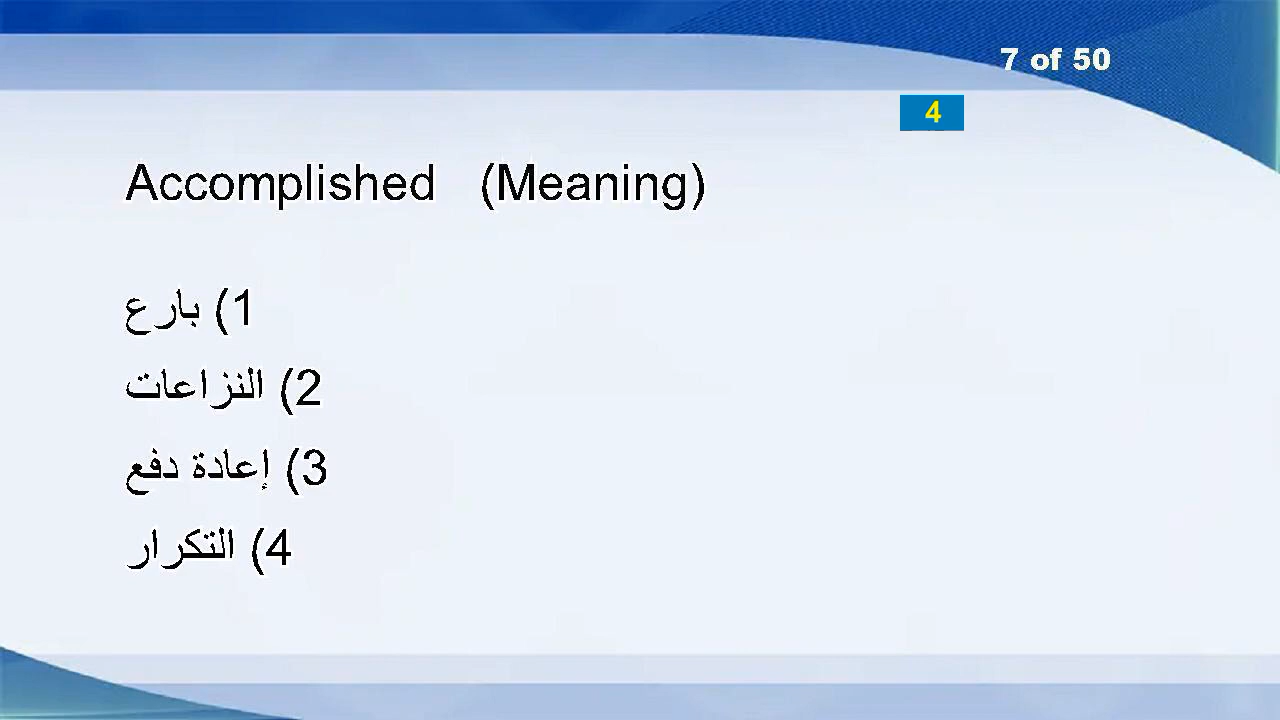 7 of 50
4
Accomplished (Meaning)
1) بارع
2) النزاعات
3) إعادة دفع
4) التكرار